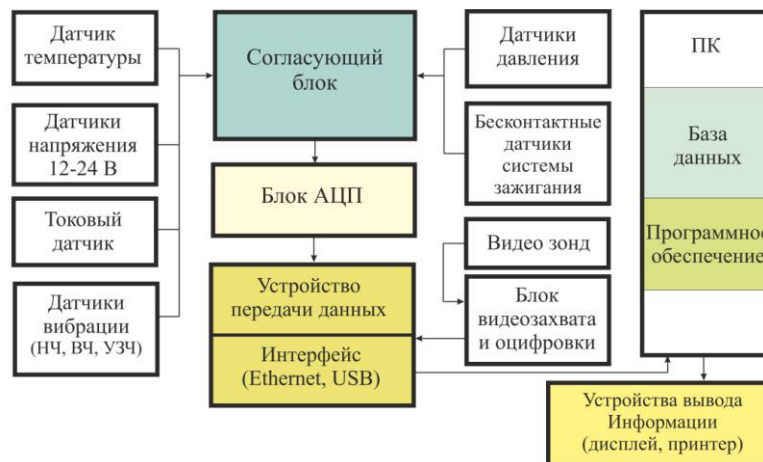 Датчик
температуры
Датчики
напряжения
12-24 В
Токовый
датчик
Датчики
вибрации
(НЧ, ВЧ, УЗЧ)
Согласующий
блок
Блок АЦП
Устройство
передачи данных
Интерфейс
(Ethernet, USB)
Датчики
давления
Бесконтактные
датчики
системы
зажигания
Видео зонд
Блок
видеозахвата
и оцифровки
ПК
База
данных
Программное
обеспечение
Устройства вывода
Информации
(дисплей, принтер)